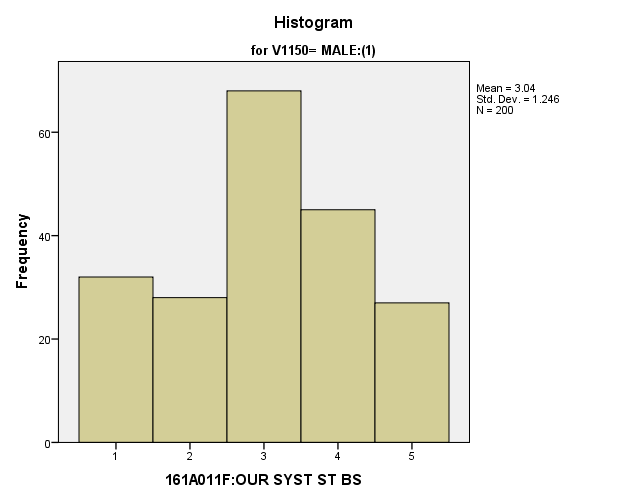 Histogram
for V1150= MALE:(1)
Mean = 3.04
Std. Dev. = 1.246
N = 200
Frequency
60
40
20
0
1 2 3 4 5
161A011F:OUR SYST ST BS